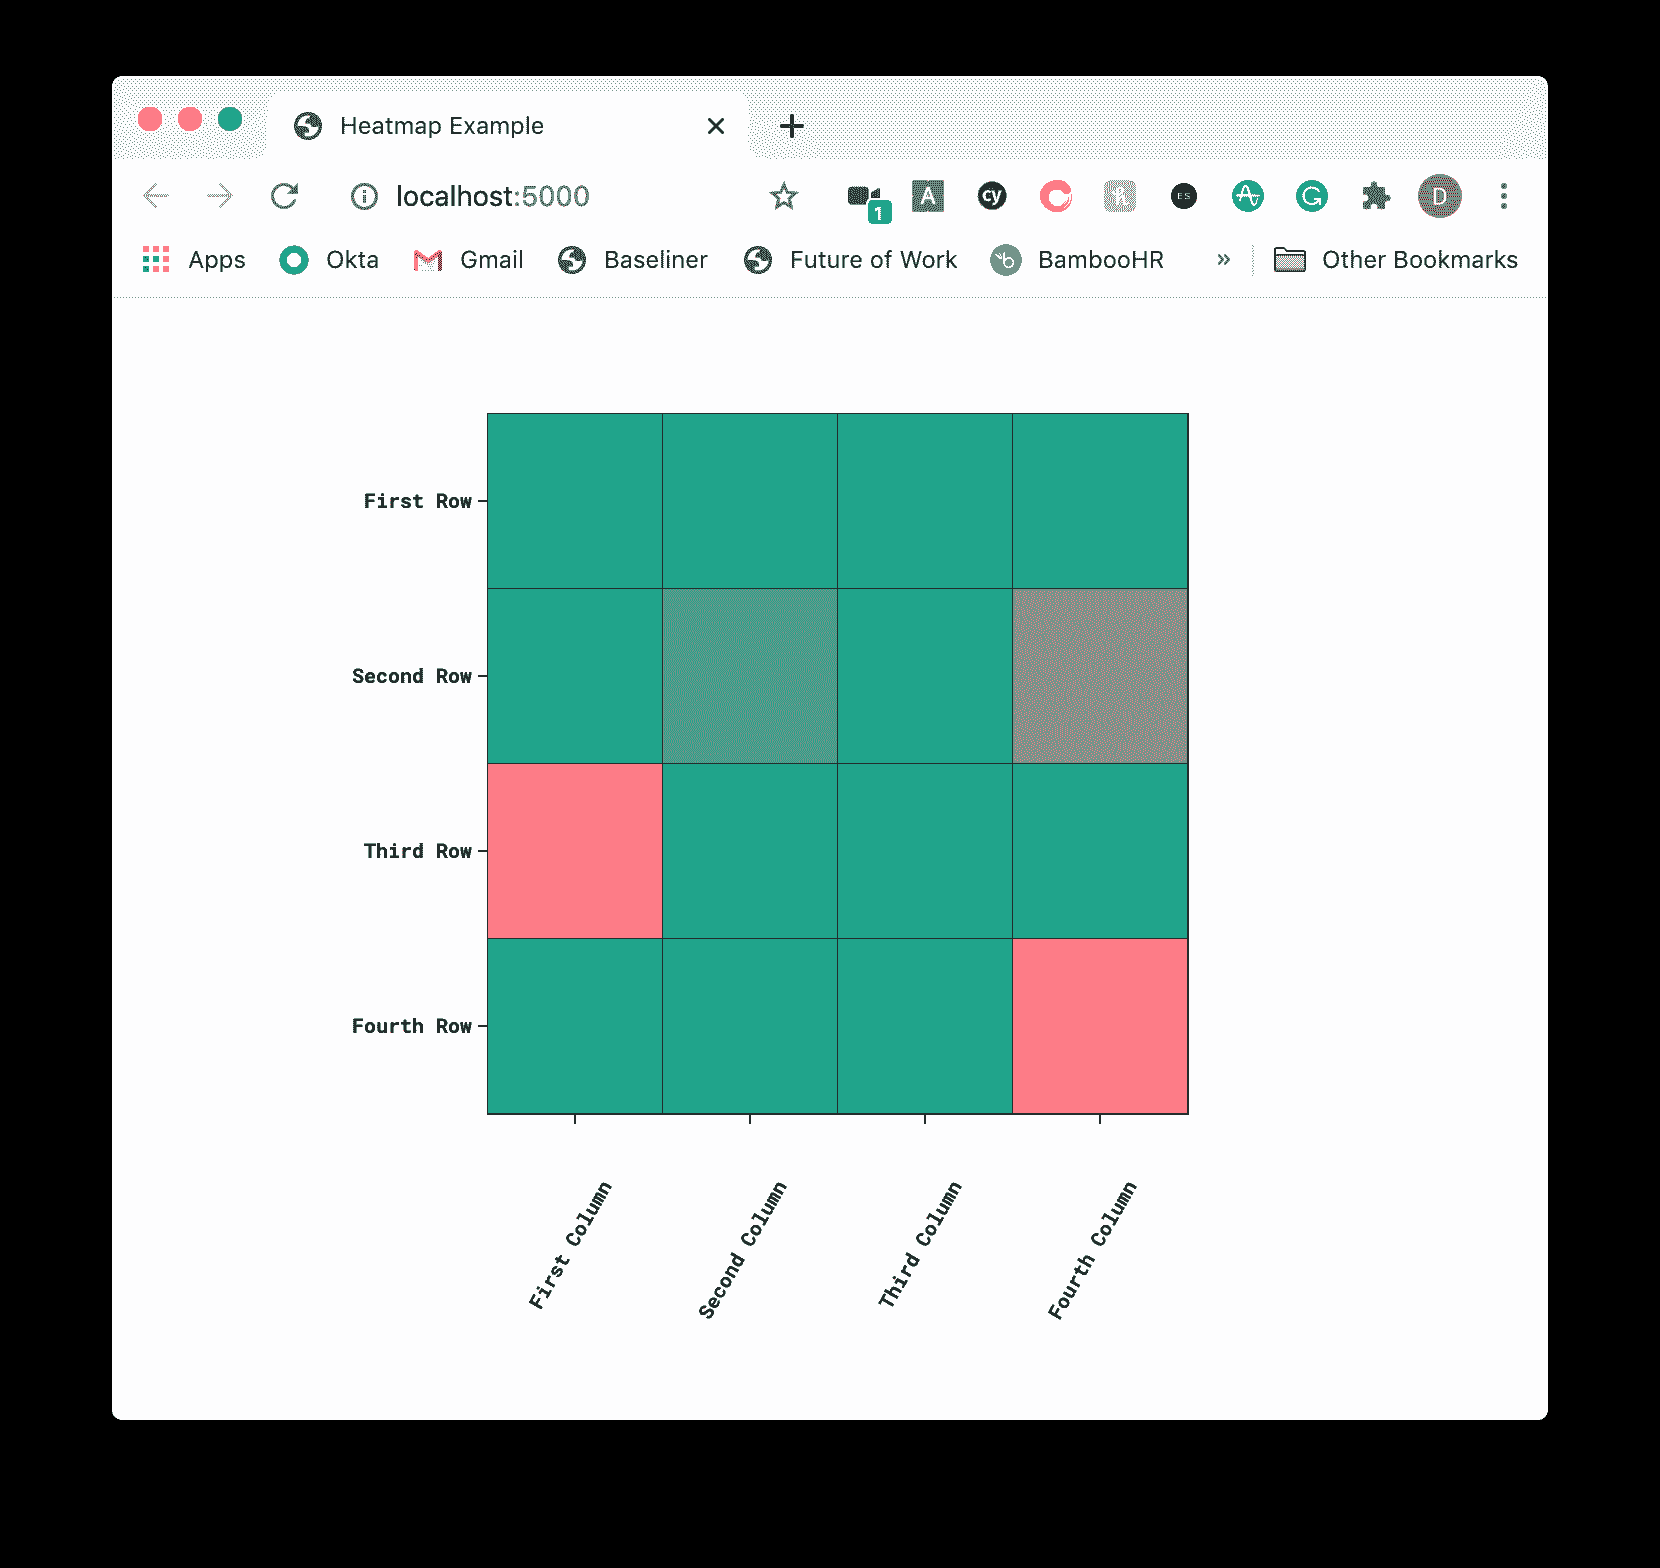 Heatmap Example
localhost:5000
1
A
cy
ES
D
Apps
Okta
Gmail
Baseliner
Future of Work
BambooHR
»
Other Bookmarks
First Row
Second Row
Third Row
Fourth Row
First Column
Second Column
Third Column
Fourth Column